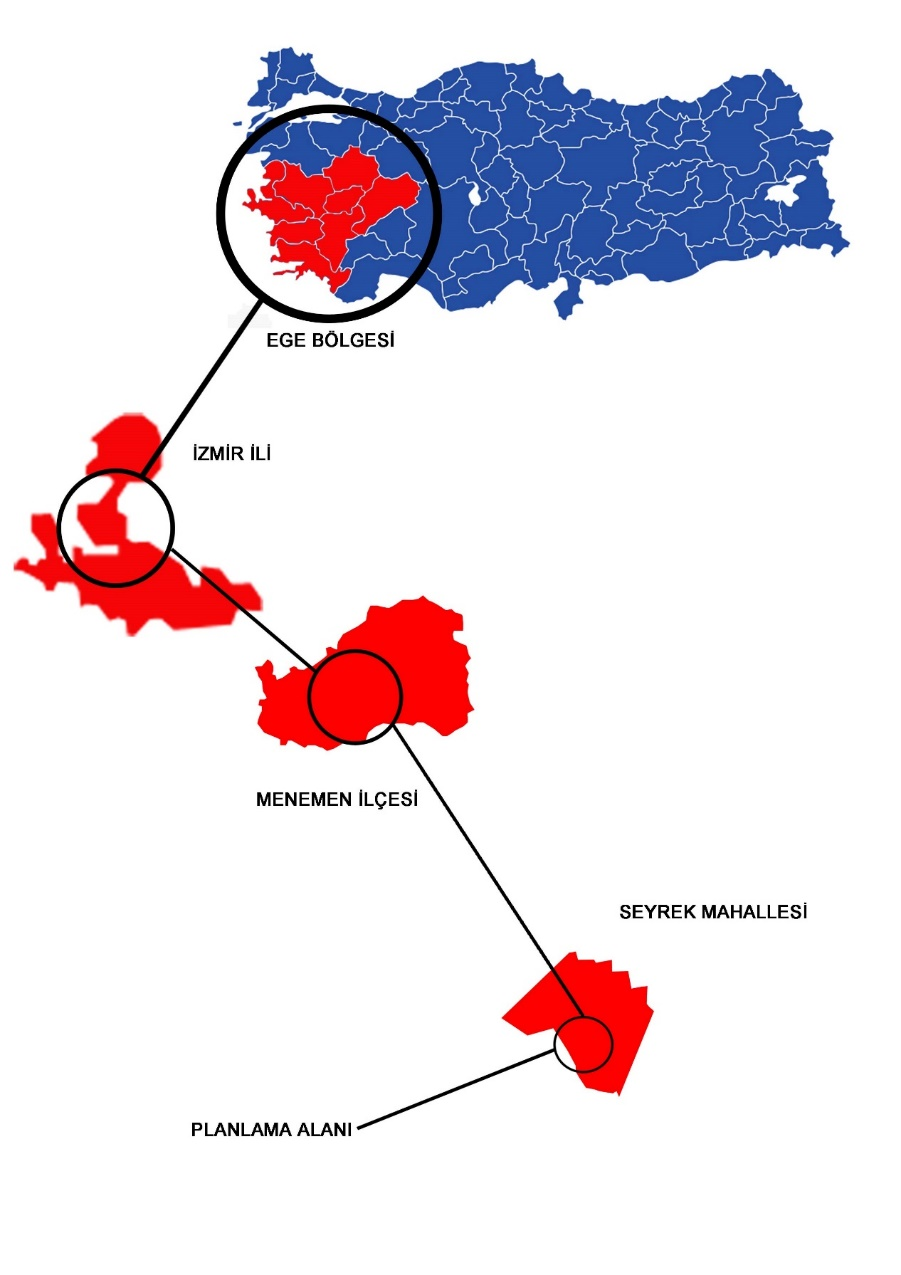 EGE BÖLGESİ
İZMİR İLİ
MENEMEN İLÇESİ
SEYREK MAHALLESİ
PLANLAMA ALANI